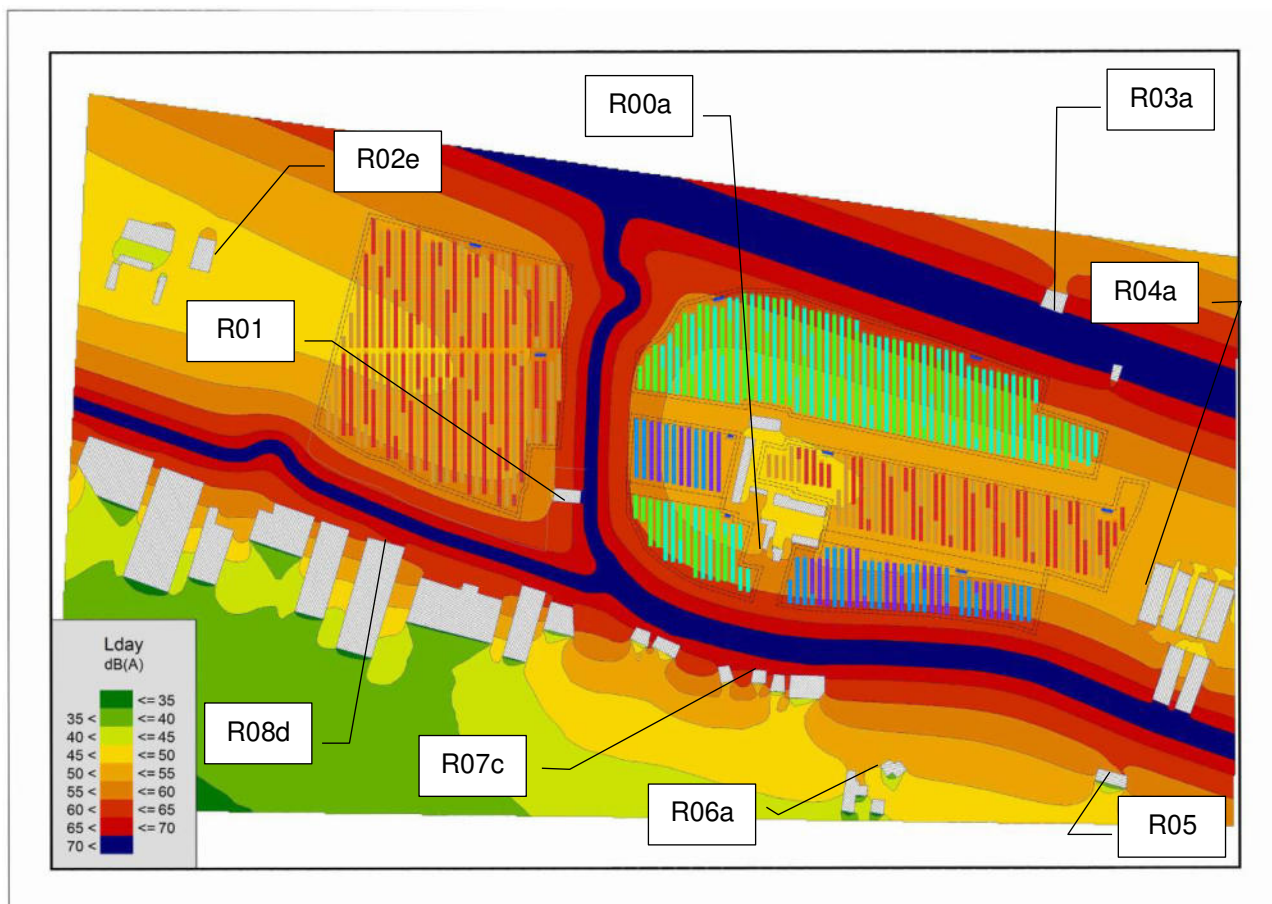 R00a
R03a
R02e
R04a
R01
Lday
dB(A)
<= 35
35 < <= 40
40 < <= 45
45 < <= 50
50 < <= 55
55 < <= 60
60 < <= 65
65 < <= 70
70 <
R08d
R07c
R06a
R05